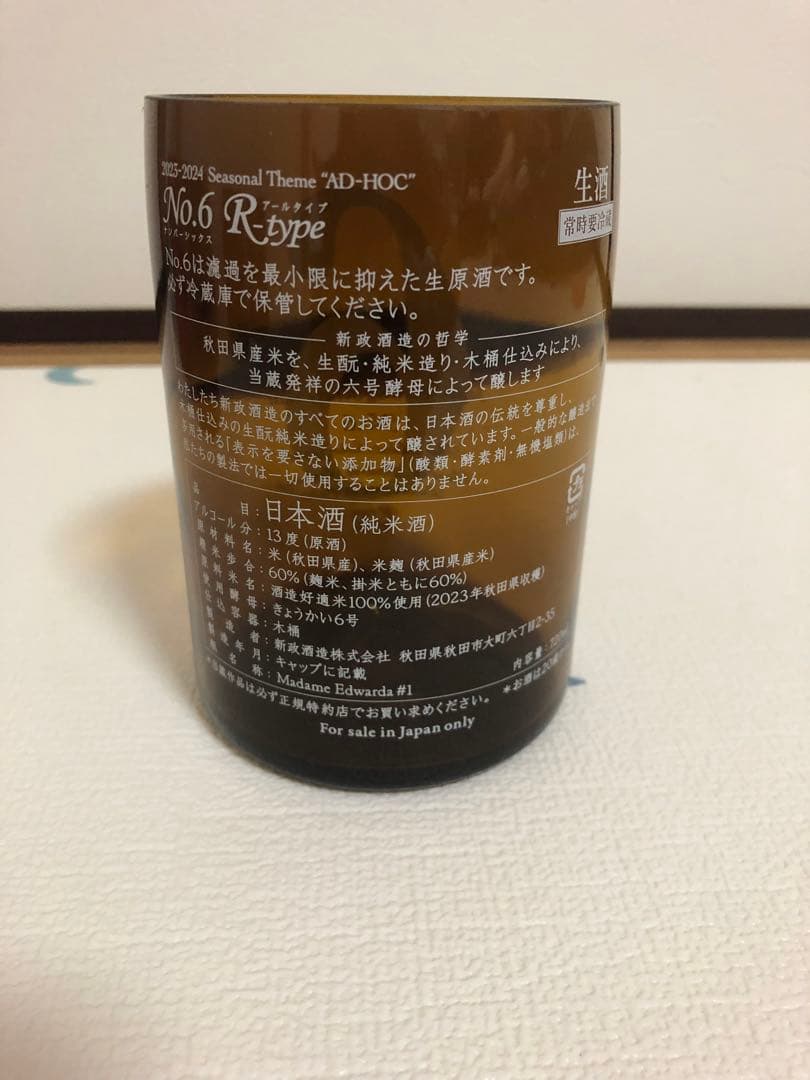 2023-2024 Seasonal Theme "AD-HOC"
生酒
アールタイプ
No.6 R-type
ナンバーシックス
常時要冷蔵
No.6は濾過を最小限に抑えた生原酒です。
必ず冷蔵庫で保管してください。
新政酒造の哲学
秋田県産米を、生酛・純米造り・木桶仕込みにより、
当蔵発祥の六号酵母によって醸します
わたしたち新政酒造のすべてのお酒は、日本酒の伝統を尊重し、
木桶仕込みの生酛純米造りによって醸されています。一般的な醸造法で
多用される「表示を要さない添加物」(酸類・酵素剤・無機塩類)は、
私たちの製法では一切使用することはありません。
品目:日本酒(純米酒)
アルコール分:13度(原酒)
原材料名:米(秋田県産)、米麹(秋田県産米)
精米歩合:60%(麹米、掛米ともに60%)
原料米名:酒造好適米100%使用(2023年秋田県収穫)
使用酵母:きょうかい6号
仕込容器:木桶
製造者:新政酒造株式会社 秋田県秋田市大町六丁目2-35
製造年月:キャップに記載
内容量:720
名称:Madame Edwarda #1
作品は必ず正規特約店でお買い求めください。
*お酒は20歳
For sale in Japan only